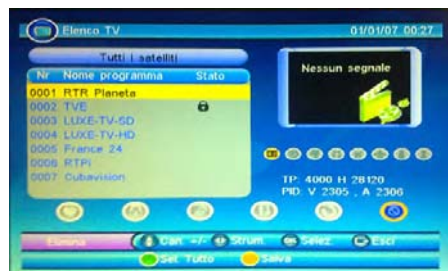 Elenco TV
01/01/07 00:27
Tutti i satelliti
Nr Nome programma Stato
0001 RTR Planeta
0002 TVE
0003 LUXE-TV-SD
0004 LUXE-TV-HD
0005 France 24
0006 RTPi
0007 Cubavision
Nessun segnale
TP: 4000 H 28120
PID: V 2305 , A 2306
Elimina Can. +/- Strum. Selez. Esci
Sel. Tutto Salva